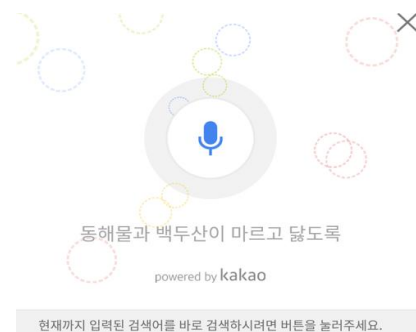 동해물과 백두산이 마르고 닳도록
powered by kakao
현재까지 입력된 검색어를 바로 검색하시려면 버튼을 눌러주세요.